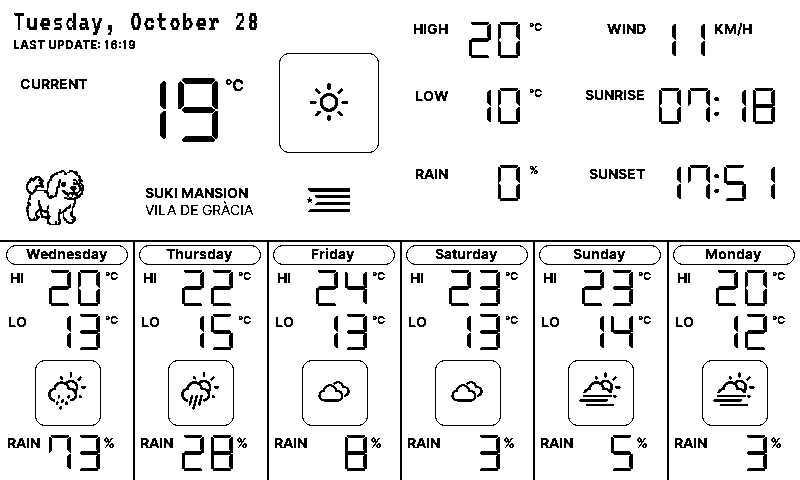 Tuesday, October 28
LAST UPDATE: 16:19
CURRENT 19 °C
HIGH 20 °C
WIND 11 KM/H
LOW 10 °C
SUNRISE 07:18
RAIN 0 %
SUNSET 17:51
SUKI MANSION
VILA DE GRÀCIA
Wednesday
HI 20 °C
LO 13 °C
RAIN 73 %
Thursday
HI 22 °C
LO 15 °C
RAIN 28 %
Friday
HI 24 °C
LO 13 °C
RAIN 8 %
Saturday
HI 23 °C
LO 13 °C
RAIN 3 %
Sunday
HI 23 °C
LO 14 °C
RAIN 5 %
Monday
HI 20 °C
LO 12 °C
RAIN 3 %